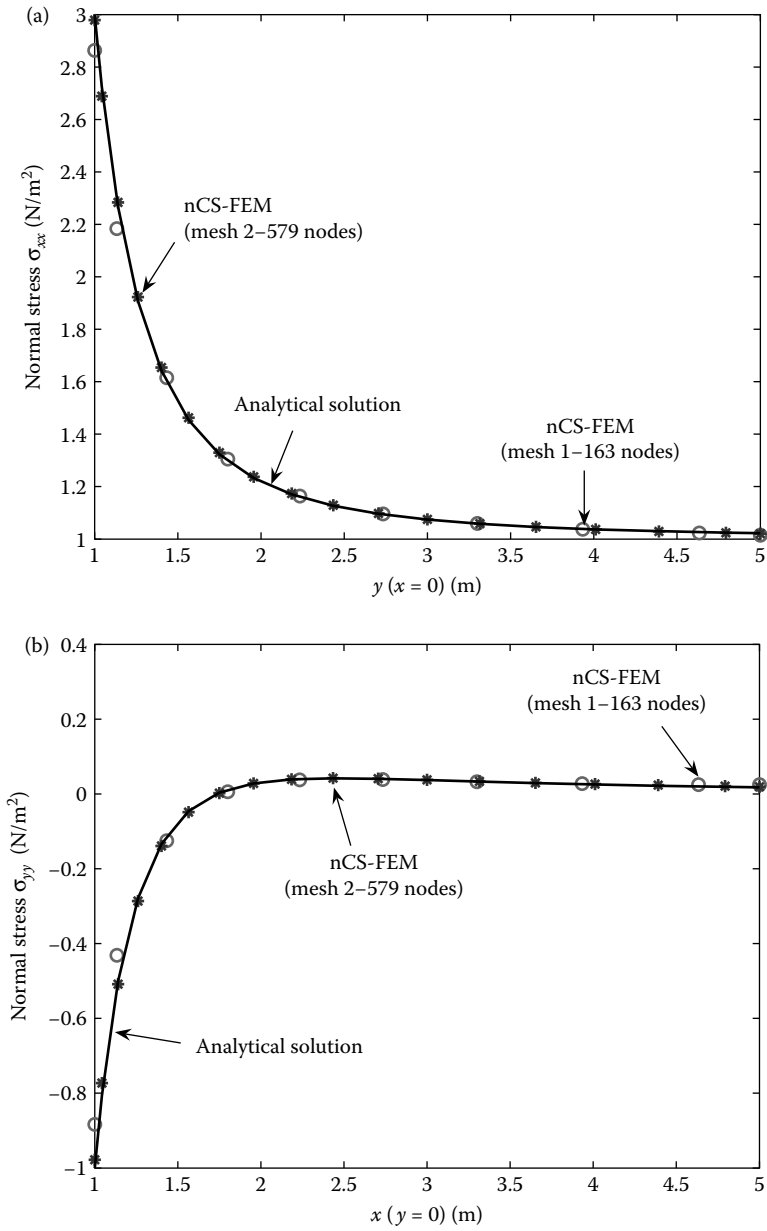 (a)
3
2.8
2.6
2.4
2.2
2
1.8
1.6
1.4
1.2
1
Normal stress σxx (N/m²)
nCS-FEM
(mesh 2–579 nodes)
Analytical solution
nCS-FEM
(mesh 1–163 nodes)
1 1.5 2 2.5 3 3.5 4 4.5 5
y (x = 0) (m)
(b)
0.4
0.2
0
−0.2
−0.4
−0.6
−0.8
−1
Normal stress σyy (N/m²)
nCS-FEM
(mesh 1–163 nodes)
nCS-FEM
(mesh 2–579 nodes)
Analytical solution
1 1.5 2 2.5 3 3.5 4 4.5 5
x (y = 0) (m)